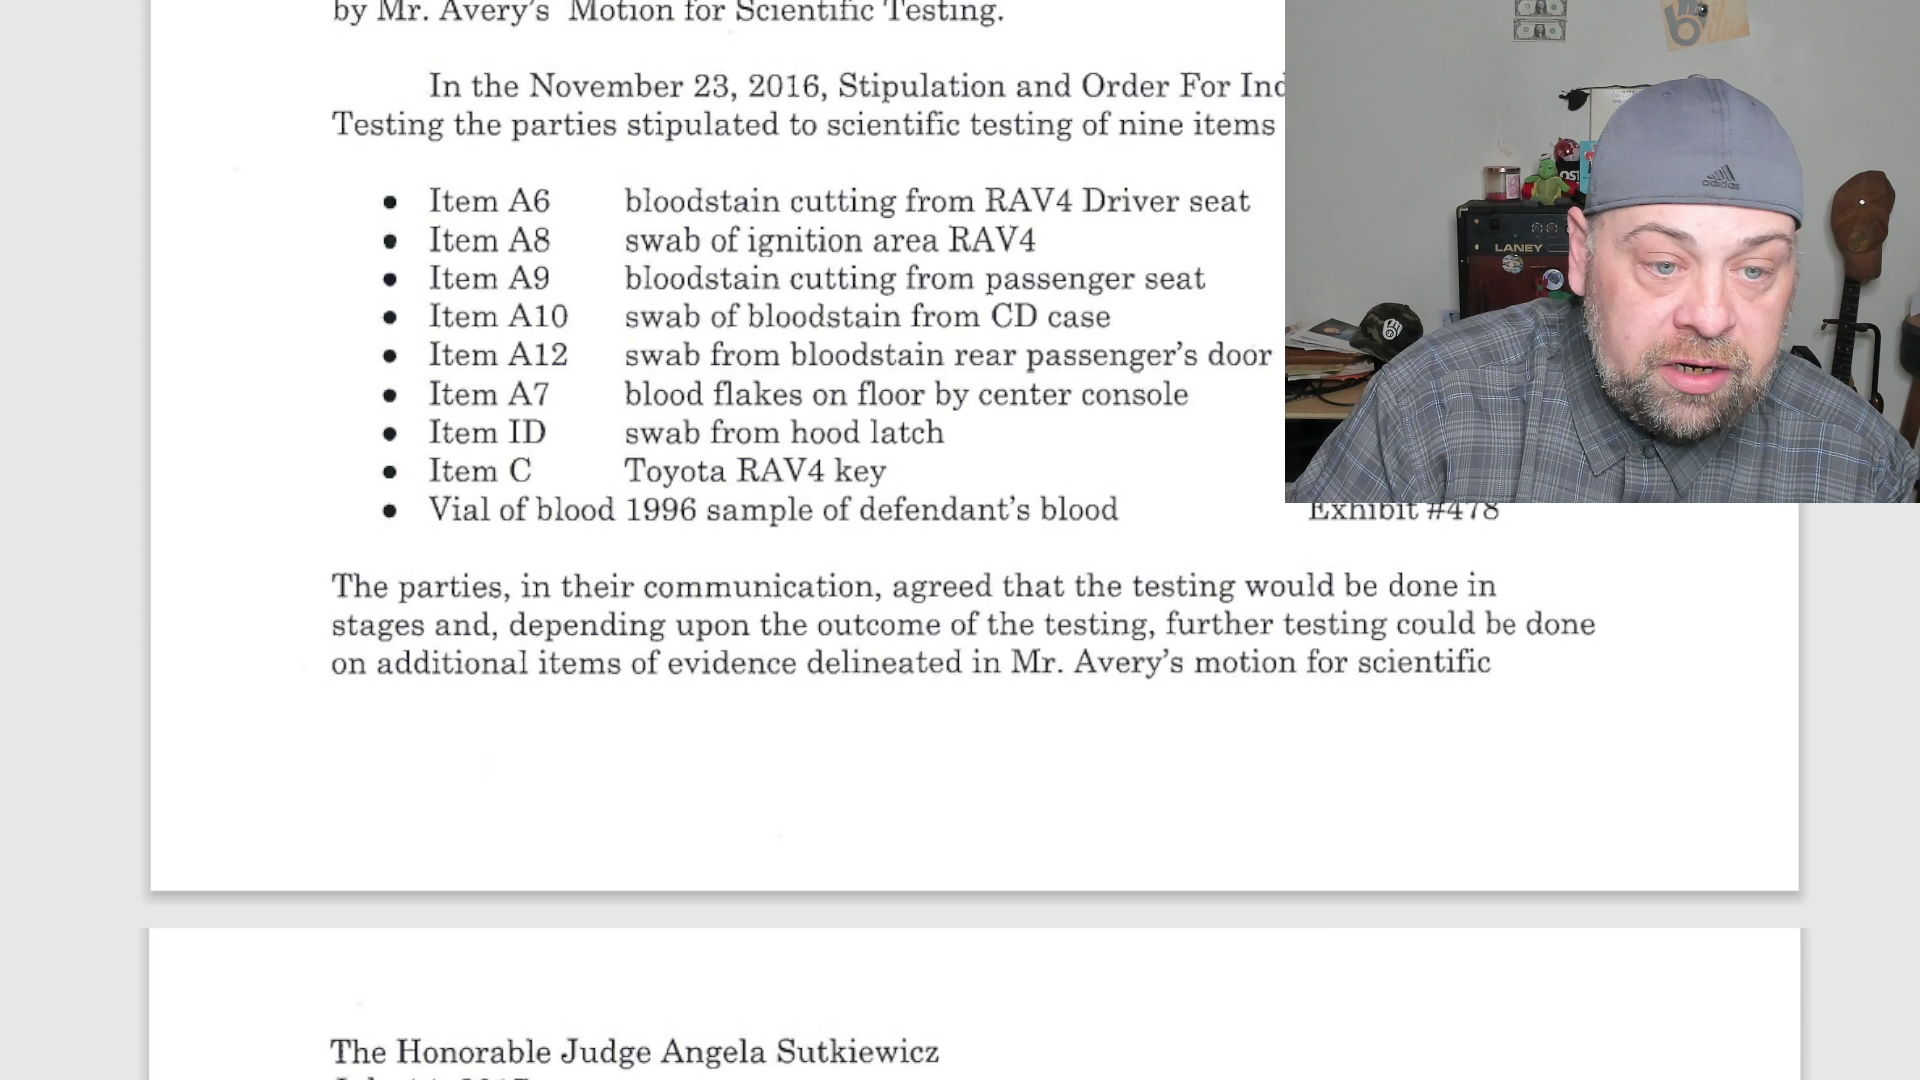 by Mr. Avery's Motion for Scientific Testing.
In the November 23, 2016, Stipulation and Order For
Testing the parties stipulated to scientific testing of nine items
• Item A6 bloodstain cutting from RAV4 Driver seat
• Item A8 swab of ignition area RAV4
• Item A9 bloodstain cutting from passenger seat
• Item A10 swab of bloodstain from CD case
• Item A12 swab from bloodstain rear passenger's door
• Item A7 blood flakes on floor by center console
• Item ID swab from hood latch
• Item C Toyota RAV4 key
• Vial of blood 1996 sample of defendant's blood Exhibit #478
The parties, in their communication, agreed that the testing would be done in
stages and, depending upon the outcome of the testing, further testing could be done
on additional items of evidence delineated in Mr. Avery's motion for scientific
The Honorable Judge Angela Sutkiewicz
adidas
LANEY